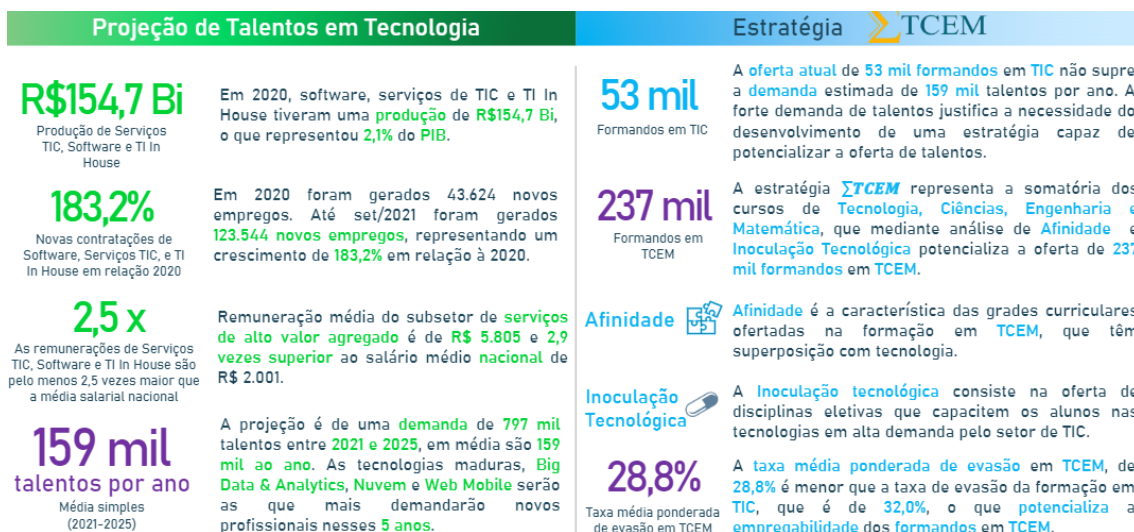 Projeção de Talentos em Tecnologia
R$154,7 Bi
Produção de Serviços
TIC, Software e TI In
House
Em 2020, software, serviços de TIC e TI In
House tiveram uma produção de R$154,7 Bi,
o que representou 2,1% do PIB.
183,2%
Novas contratações de
Software, Serviços TIC, e TI
In House em relação 2020
Em 2020 foram gerados 43.624 novos
empregos. Até set/2021 foram gerados
123.544 novos empregos, representando um
crescimento de 183,2% em relação à 2020.
2,5 x
As remunerações de Serviços
TIC, Software e TI In House são
pelo menos 2,5 vezes maior que
a média salarial nacional
Remuneração média do subsetor de serviços
de alto valor agregado é de R$ 5.805 e 2,9
vezes superior ao salário médio nacional de
R$ 2.001.
159 mil
talentos por ano
Média simples
(2021-2025)
A projeção é de uma demanda de 797 mil
talentos entre 2021 e 2025, em média são 159
mil ao ano. As tecnologias maduras, Big
Data & Analytics, Nuvem e Web Mobile serão
as que mais demandarão novos
profissionais nesses 5 anos.
Estratégia ∑TCEM
53 mil
Formandos em TIC
A oferta atual de 53 mil formandos em TIC não supre
a demanda estimada de 159 mil talentos por ano. A
forte demanda de talentos justifica a necessidade do
desenvolvimento de uma estratégia capaz de
potencializar a oferta de talentos.
237 mil
Formandos em
TCEM
A estratégia ∑TCEM representa a somatória dos
cursos de Tecnologia, Ciências, Engenharia e
Matemática, que mediante análise de Afinidade e
Inoculação Tecnológica potencializa a oferta de 237
mil formandos em TCEM.
Afinidade
Afinidade é a característica das grades curriculares
ofertadas na formação em TCEM, que têm
superposição com tecnologia.
Inoculação
Tecnológica
A Inoculação tecnológica consiste na oferta de
disciplinas eletivas que capacitem os alunos nas
tecnologias em alta demanda pelo setor de TIC.
28,8%
Taxa média ponderada
de evasão em TCEM
A taxa média ponderada de evasão em TCEM, de
28,8% é menor que a taxa de evasão da formação em
TIC, que é de 32,0%, o que potencializa a
empregabilidade dos formandos em TCEM.